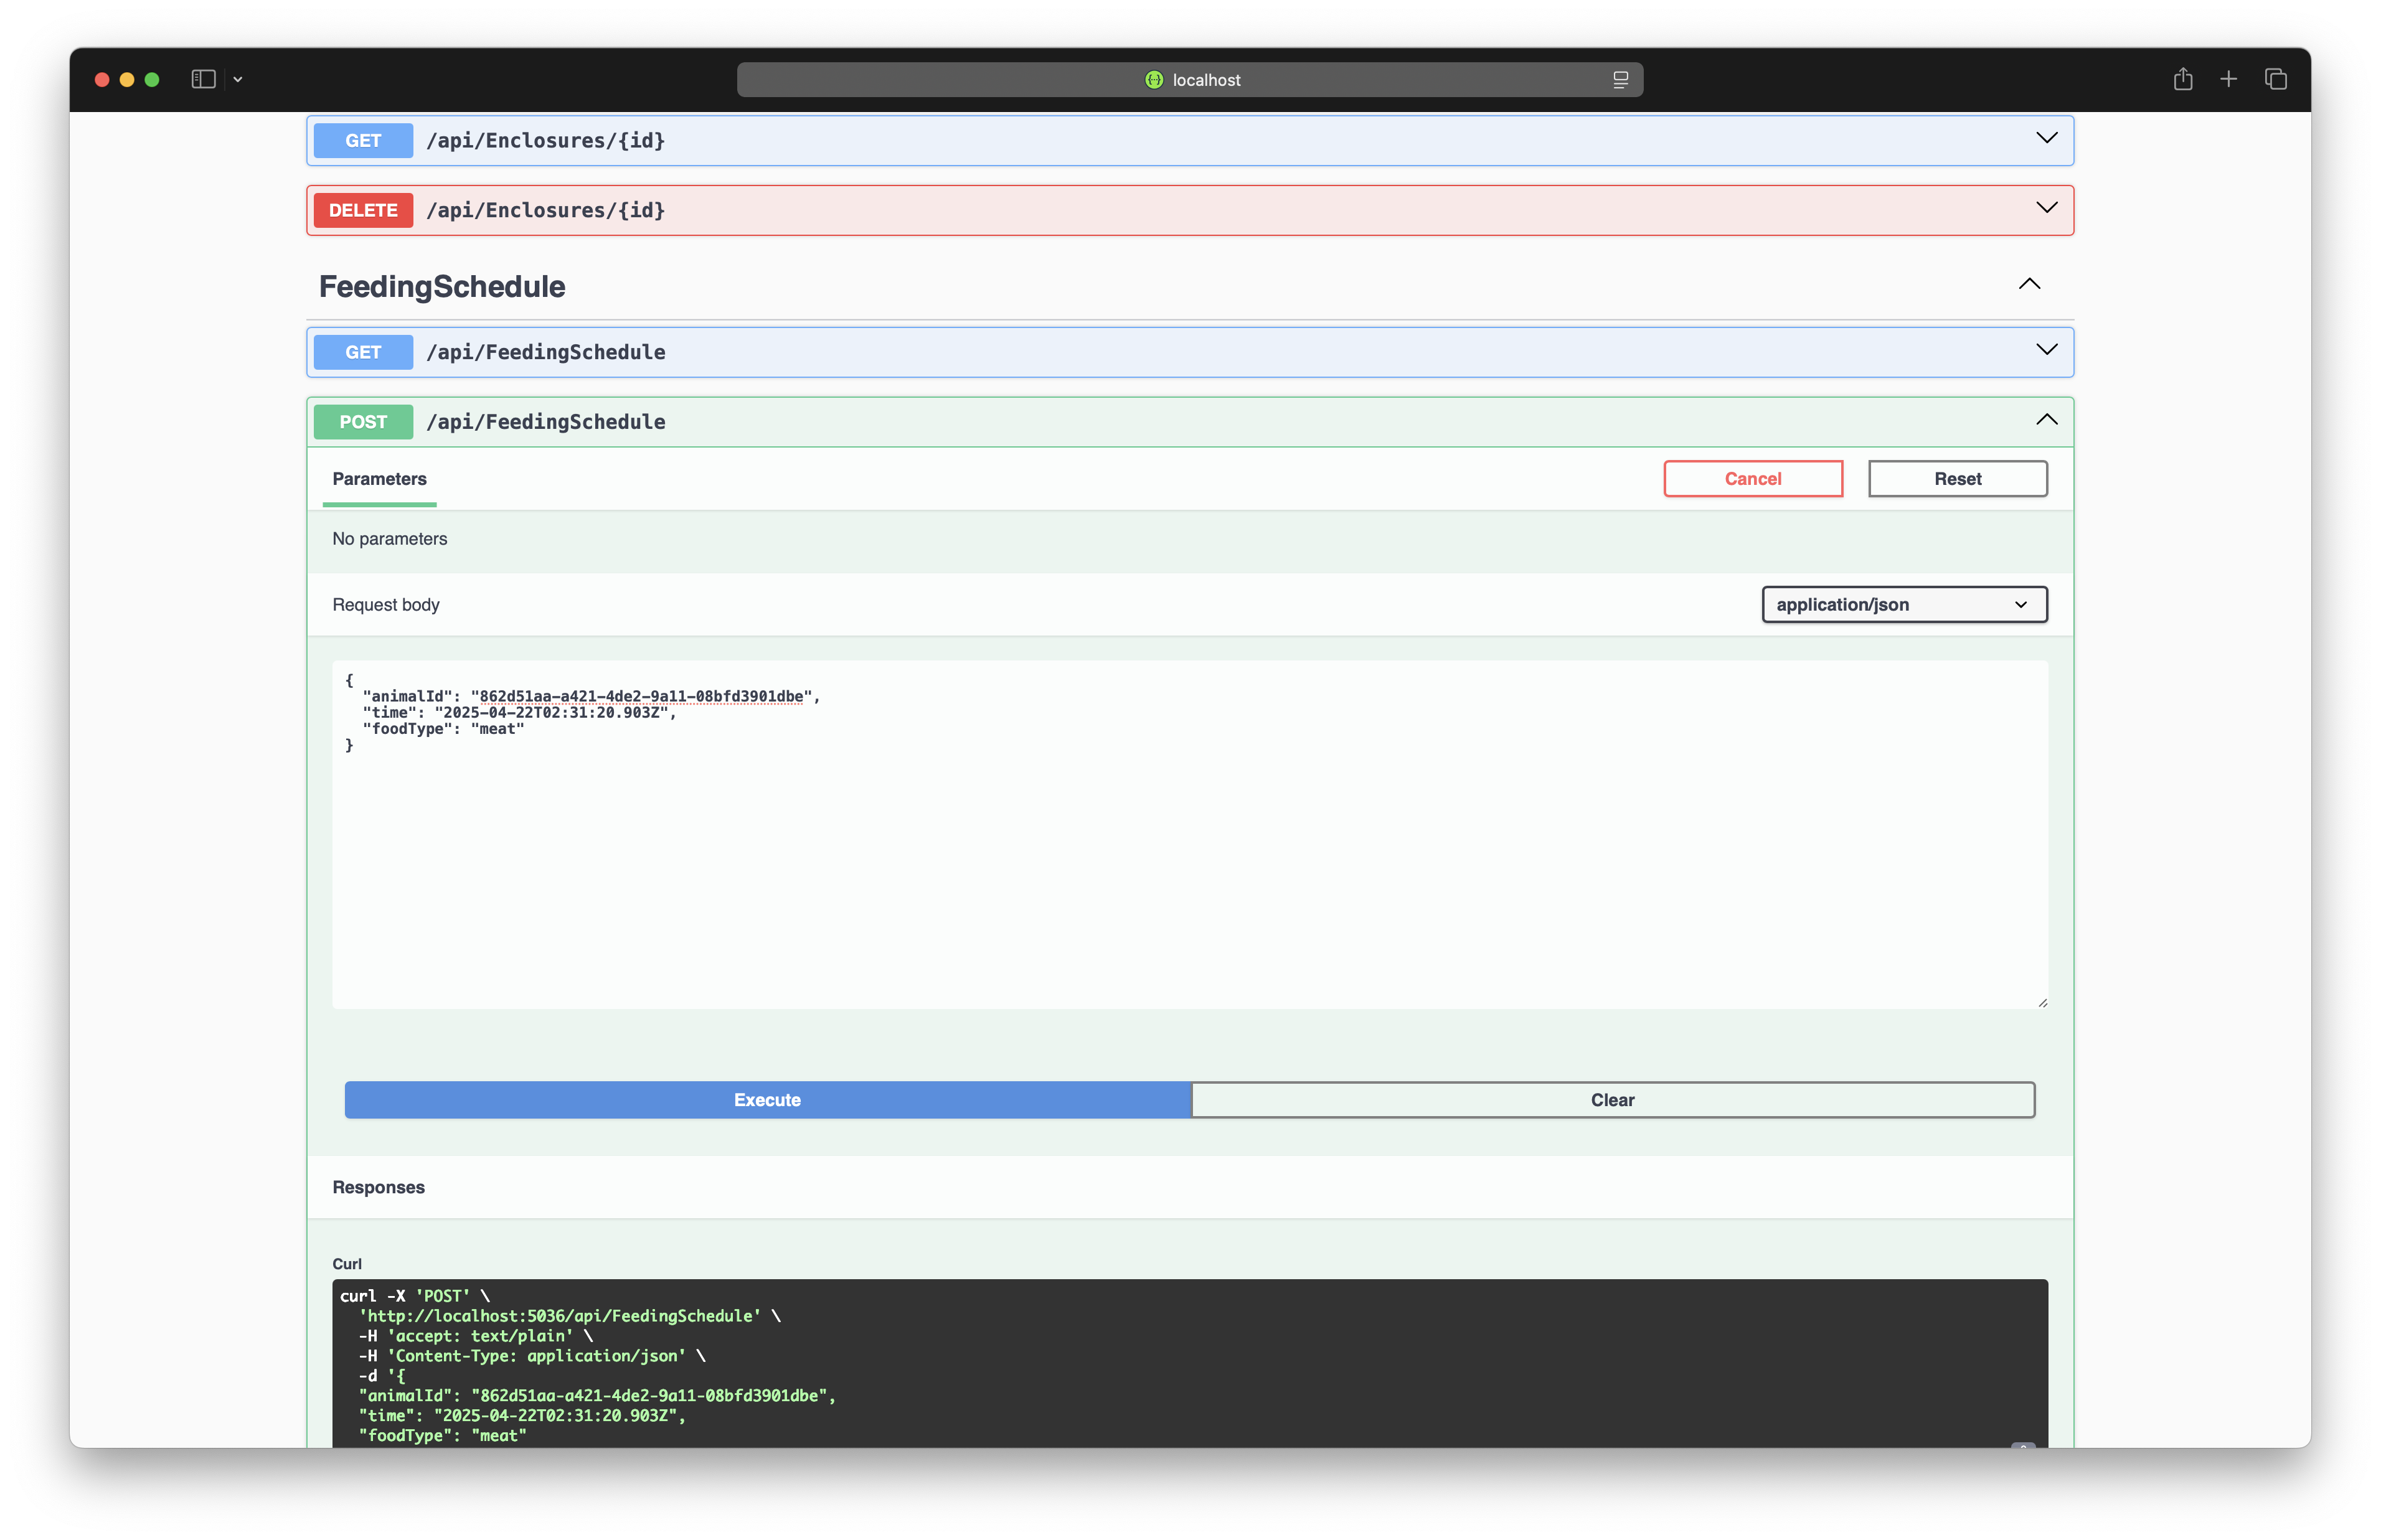 localhost
GET /api/Enclosures/{id}
DELETE /api/Enclosures/{id}
FeedingSchedule
GET /api/FeedingSchedule
POST /api/FeedingSchedule
Parameters Cancel Reset
No parameters
Request body application/json
{
"animalId": "862d51aa-a421-4de2-9a11-08bfd3901dbe",
"time": "2025-04-22T02:31:20.903Z",
"foodType": "meat"
}
Execute Clear
Responses
Curl
curl -X 'POST' \
'http://localhost:5036/api/FeedingSchedule' \
-H 'accept: text/plain' \
-H 'Content-Type: application/json' \
-d '{
"animalId": "862d51aa-a421-4de2-9a11-08bfd3901dbe",
"time": "2025-04-22T02:31:20.903Z",
"foodType": "meat"